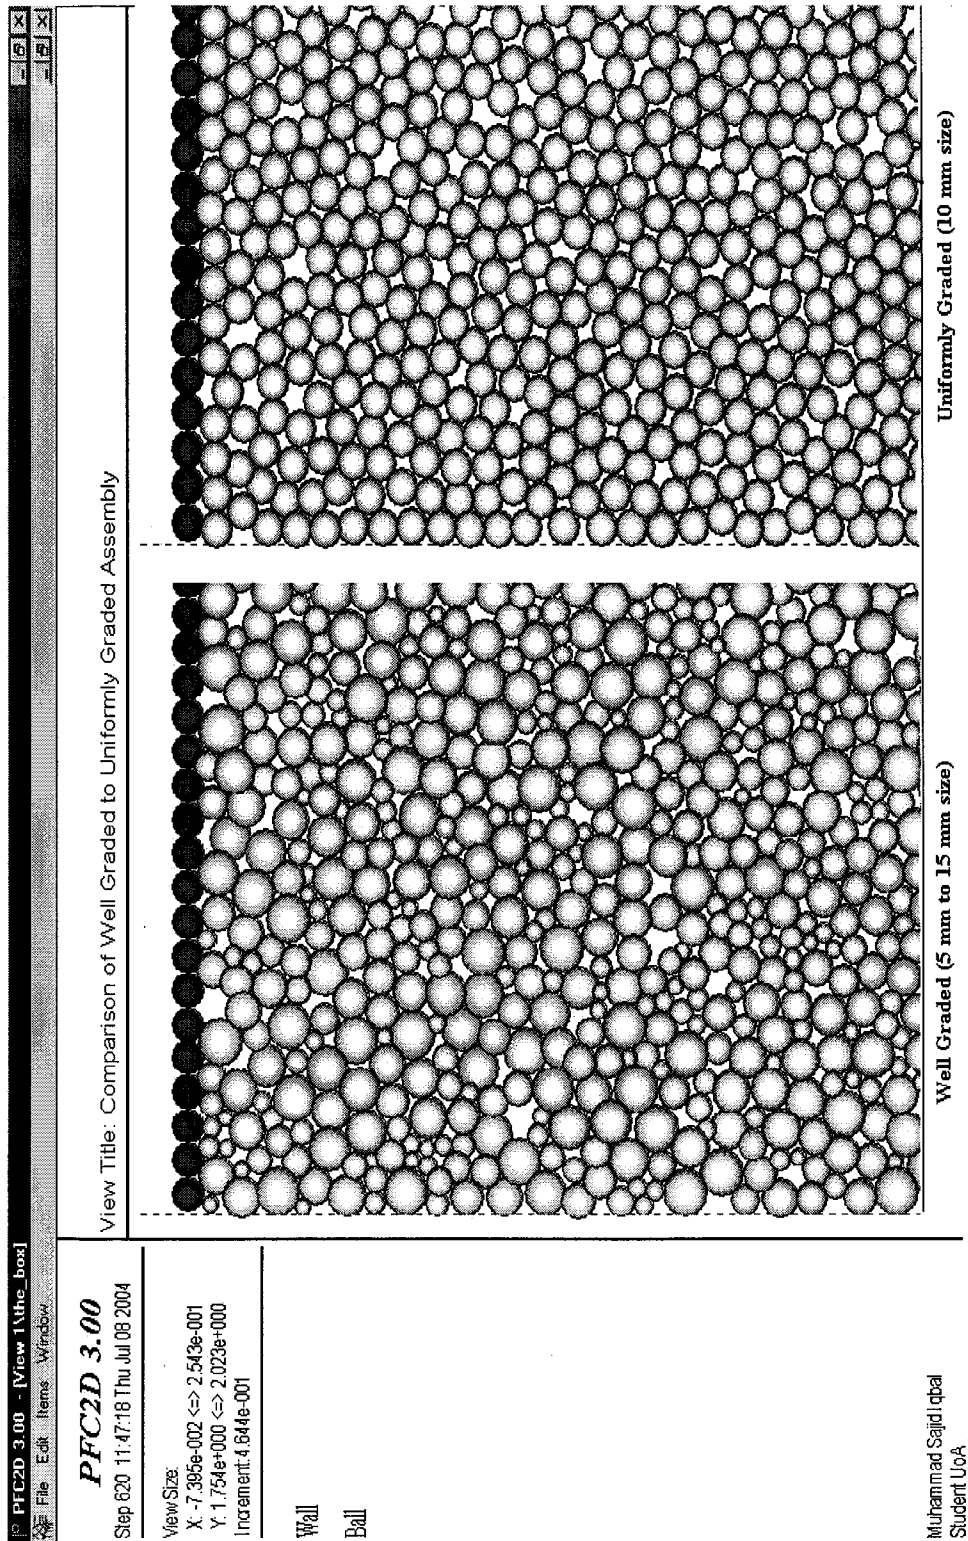 PFC2D 3.00 - [View 1\the_box]
File Edit Items Window
PFC2D 3.00
Step 620 11:47:18 Thu Jul 08 2004
View Size:
X: -7.395e-002 <=> 2.543e-001
Y: 1.754e+000 <=> 2.023e+000
Increment:4.644e-001
Wall
Ball
Muhammad Sajid Iqbal
Student UoA
View Title: Comparison of Well Graded to Uniformly Graded Assembly
Well Graded (5 mm to 15 mm size)
Uniformly Graded (10 mm size)